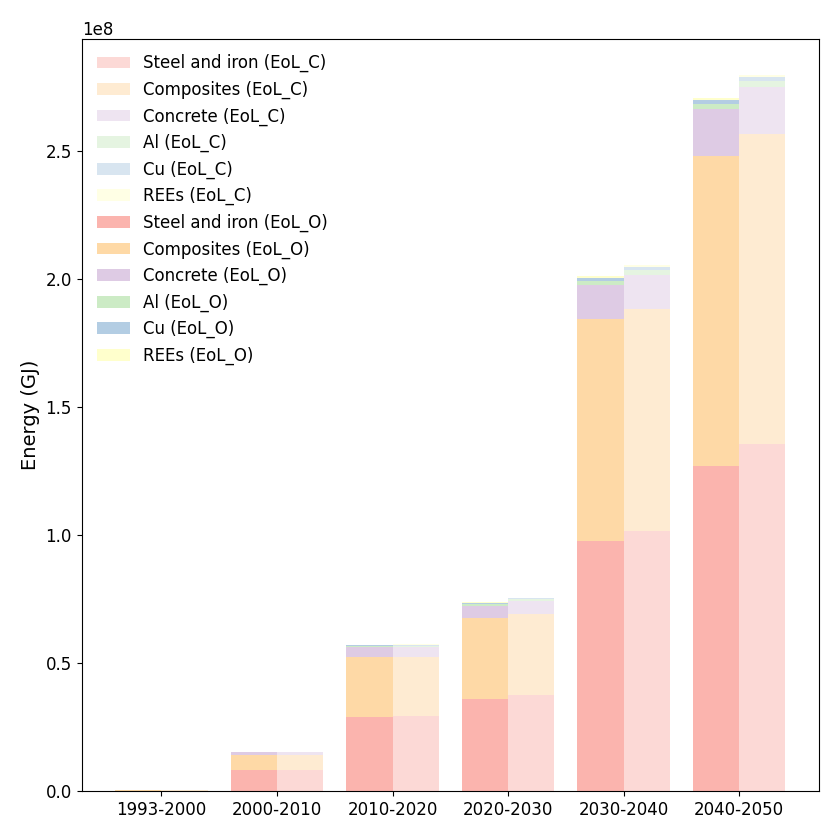 1e8
Steel and iron (EoL_C)
Composites (EoL_C)
Concrete (EoL_C)
Al (EoL_C)
Cu (EoL_C)
REEs (EoL_C)
Steel and iron (EoL_O)
Composites (EoL_O)
Concrete (EoL_O)
Al (EoL_O)
Cu (EoL_O)
REEs (EoL_O)
Energy (GJ)
2.5
2.0
1.5
1.0
0.5
0.0
1993-2000 2000-2010 2010-2020 2020-2030 2030-2040 2040-2050